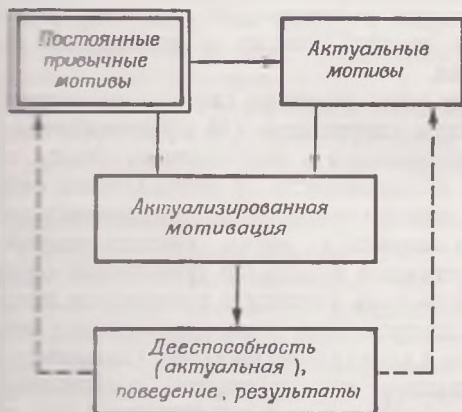 Постоянные
привычные
мотивы
Актуальные
мотивы
Актуализированная
мотивация
Дееспособность
(актуальная),
поведение, результаты